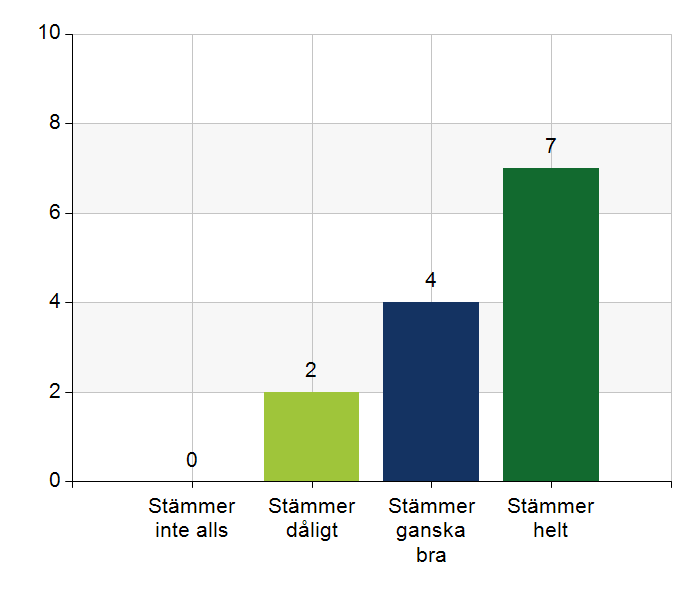 10
8
6
4
2
0
0
2
4
7
Stämmer
inte alls
Stämmer
dåligt
Stämmer
ganska
bra
Stämmer
helt